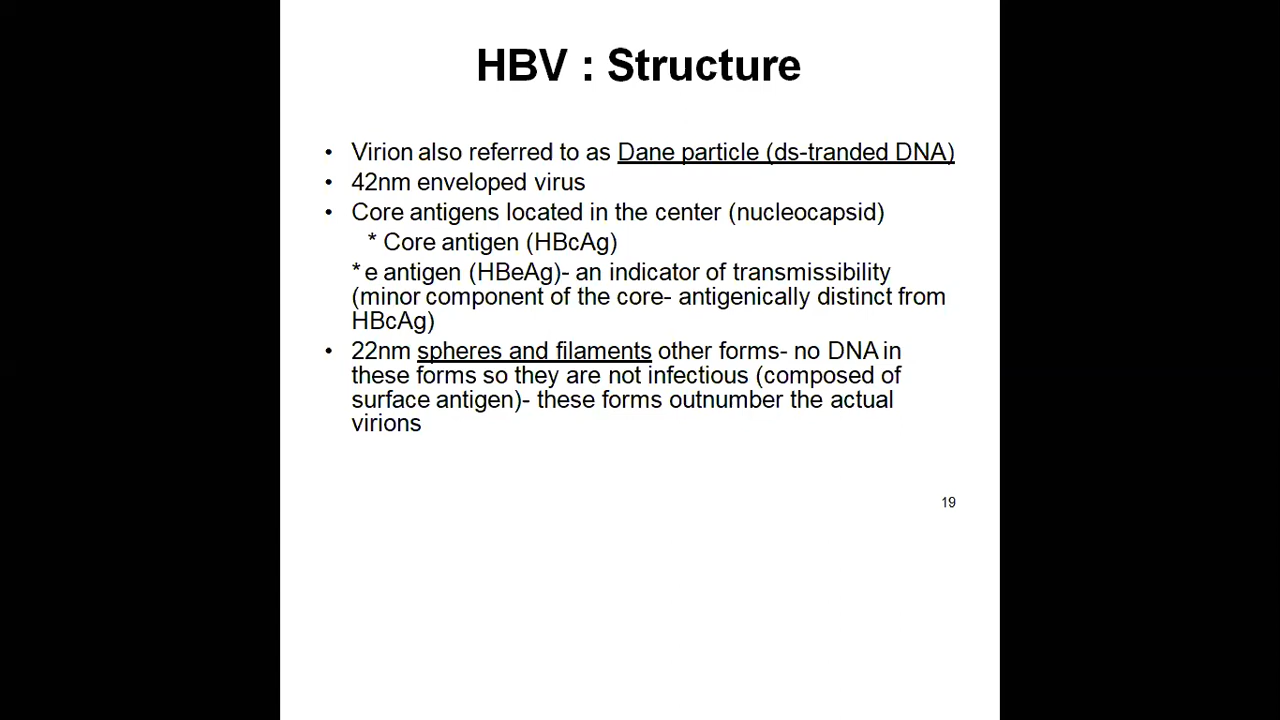 HBV : Structure
• Virion also referred to as Dane particle (ds-tranded DNA)
• 42nm enveloped virus
• Core antigens located in the center (nucleocapsid)
* Core antigen (HBcAg)
* e antigen (HBeAg)- an indicator of transmissibility
(minor component of the core- antigenically distinct from
HBcAg)
• 22nm spheres and filaments other forms- no DNA in
these forms so they are not infectious (composed of
surface antigen)- these forms outnumber the actual
virions
19